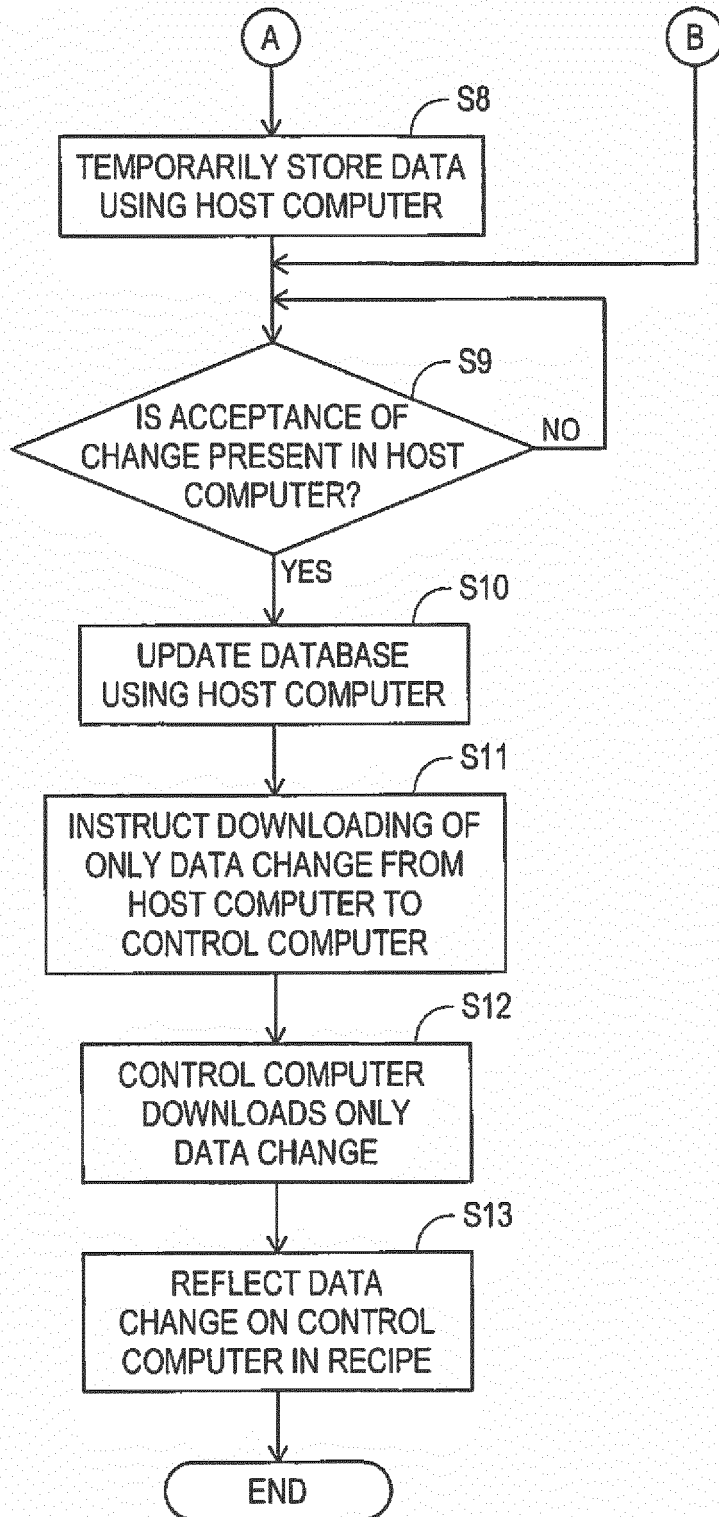 A
B
S8
TEMPORARILY STORE DATA
USING HOST COMPUTER
S9
IS ACCEPTANCE OF
CHANGE PRESENT IN HOST
COMPUTER?
NO
YES
S10
UPDATE DATABASE
USING HOST COMPUTER
S11
INSTRUCT DOWNLOADING OF
ONLY DATA CHANGE FROM
HOST COMPUTER TO
CONTROL COMPUTER
S12
CONTROL COMPUTER
DOWNLOADS ONLY
DATA CHANGE
S13
REFLECT DATA
CHANGE ON CONTROL
COMPUTER IN RECIPE
END